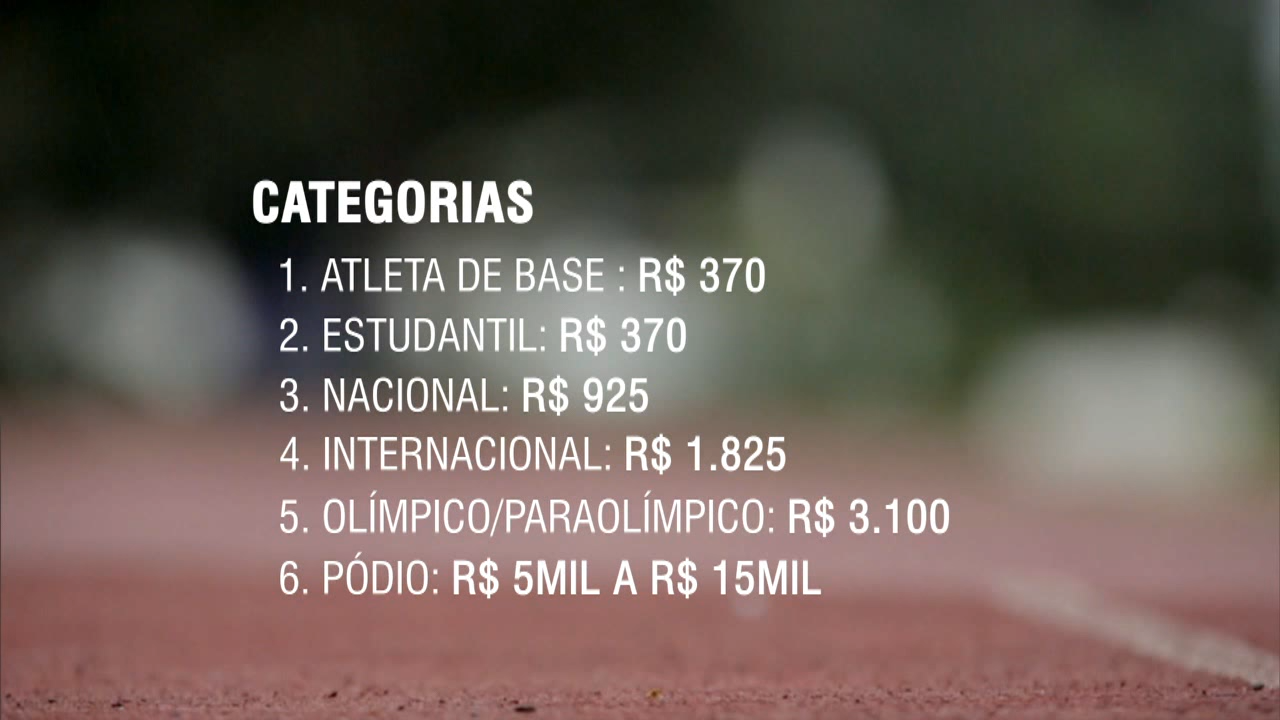 CATEGORIAS
1. ATLETA DE BASE : R$ 370
2. ESTUDANTIL: R$ 370
3. NACIONAL: R$ 925
4. INTERNACIONAL: R$ 1.825
5. OLÍMPICO/PARAOLÍMPICO: R$ 3.100
6. PÓDIO: R$ 5MIL A R$ 15MIL